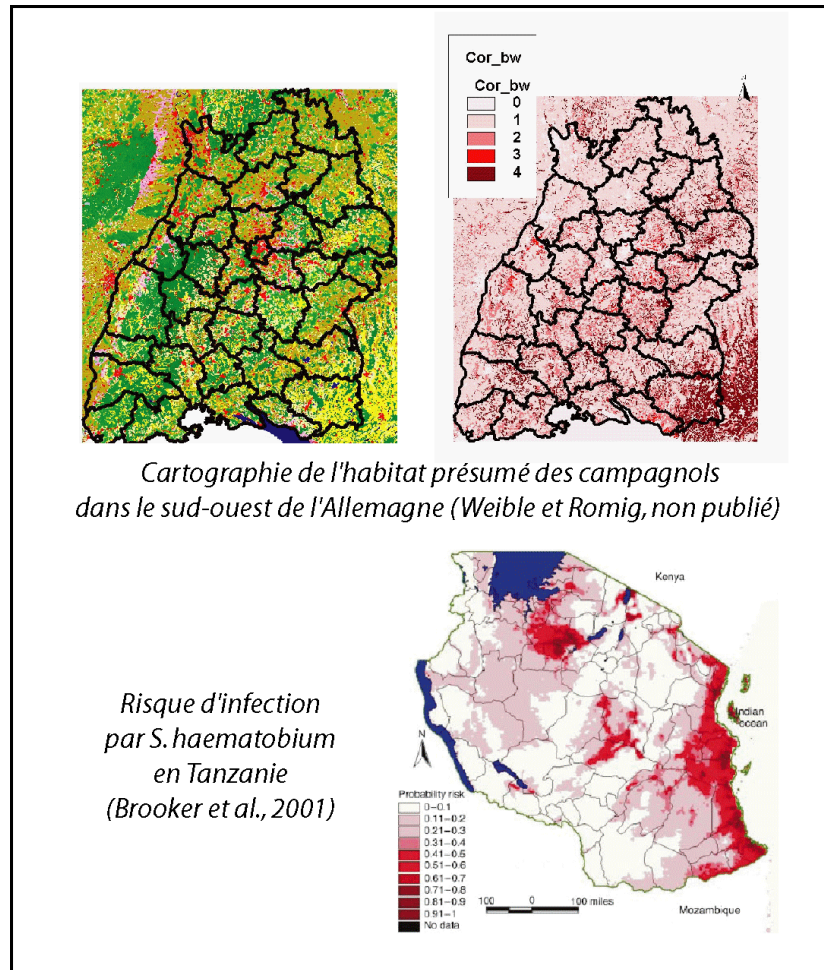 Cor_bw
Cor_bw
0
1
2
3
4
Cartographie de l'habitat présumé des campagnols
dans le sud-ouest de l'Allemagne (Weible et Romig, non publié)
Risque d'infection
par S. haematobium
en Tanzanie
(Brooker et al., 2001)
Kenya
Indian
ocean
N
Probability risk
0–0.1
0.11–0.2
0.21–0.3
0.31–0.4
0.41–0.5
0.51–0.6
0.61–0.7
0.71–0.8
0.81–0.9
0.91–1
No data
100 0 100 miles
Mozambique